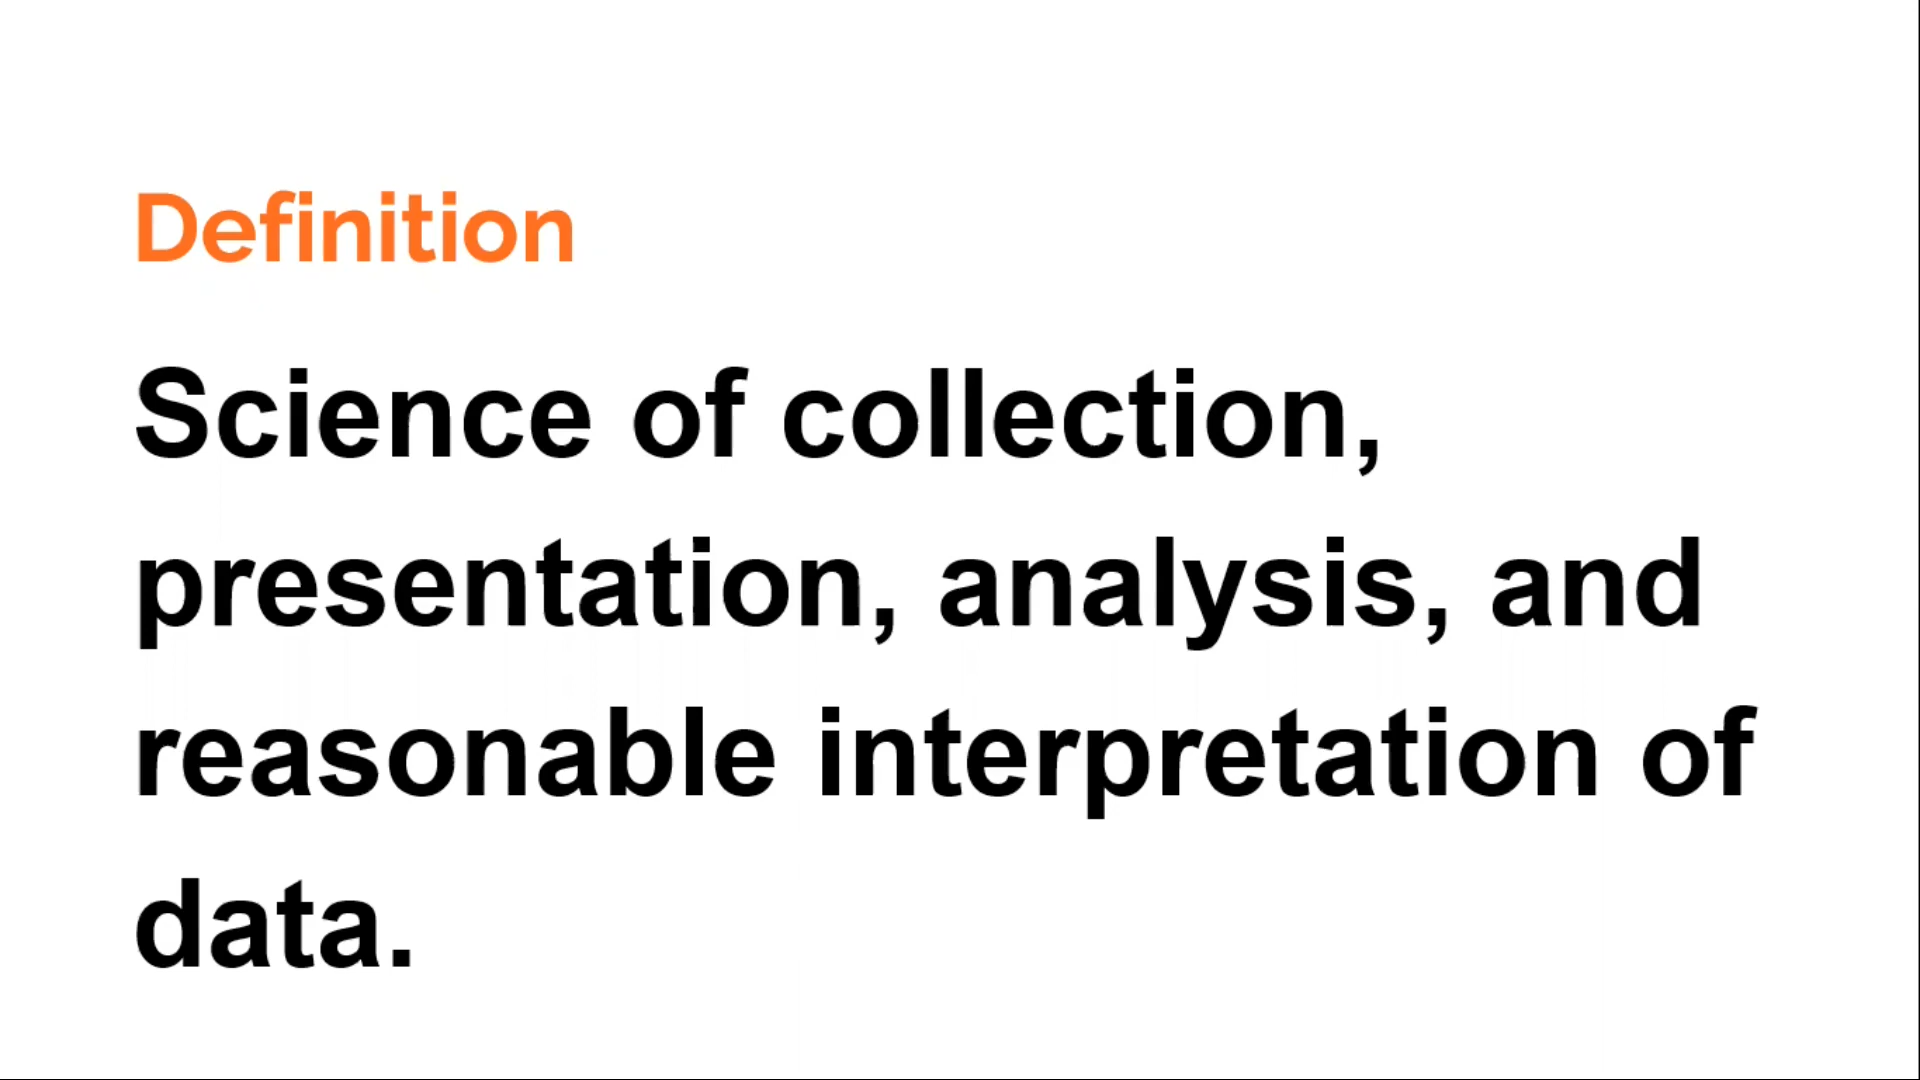 Definition
Science of collection,
presentation, analysis, and
reasonable interpretation of
data.